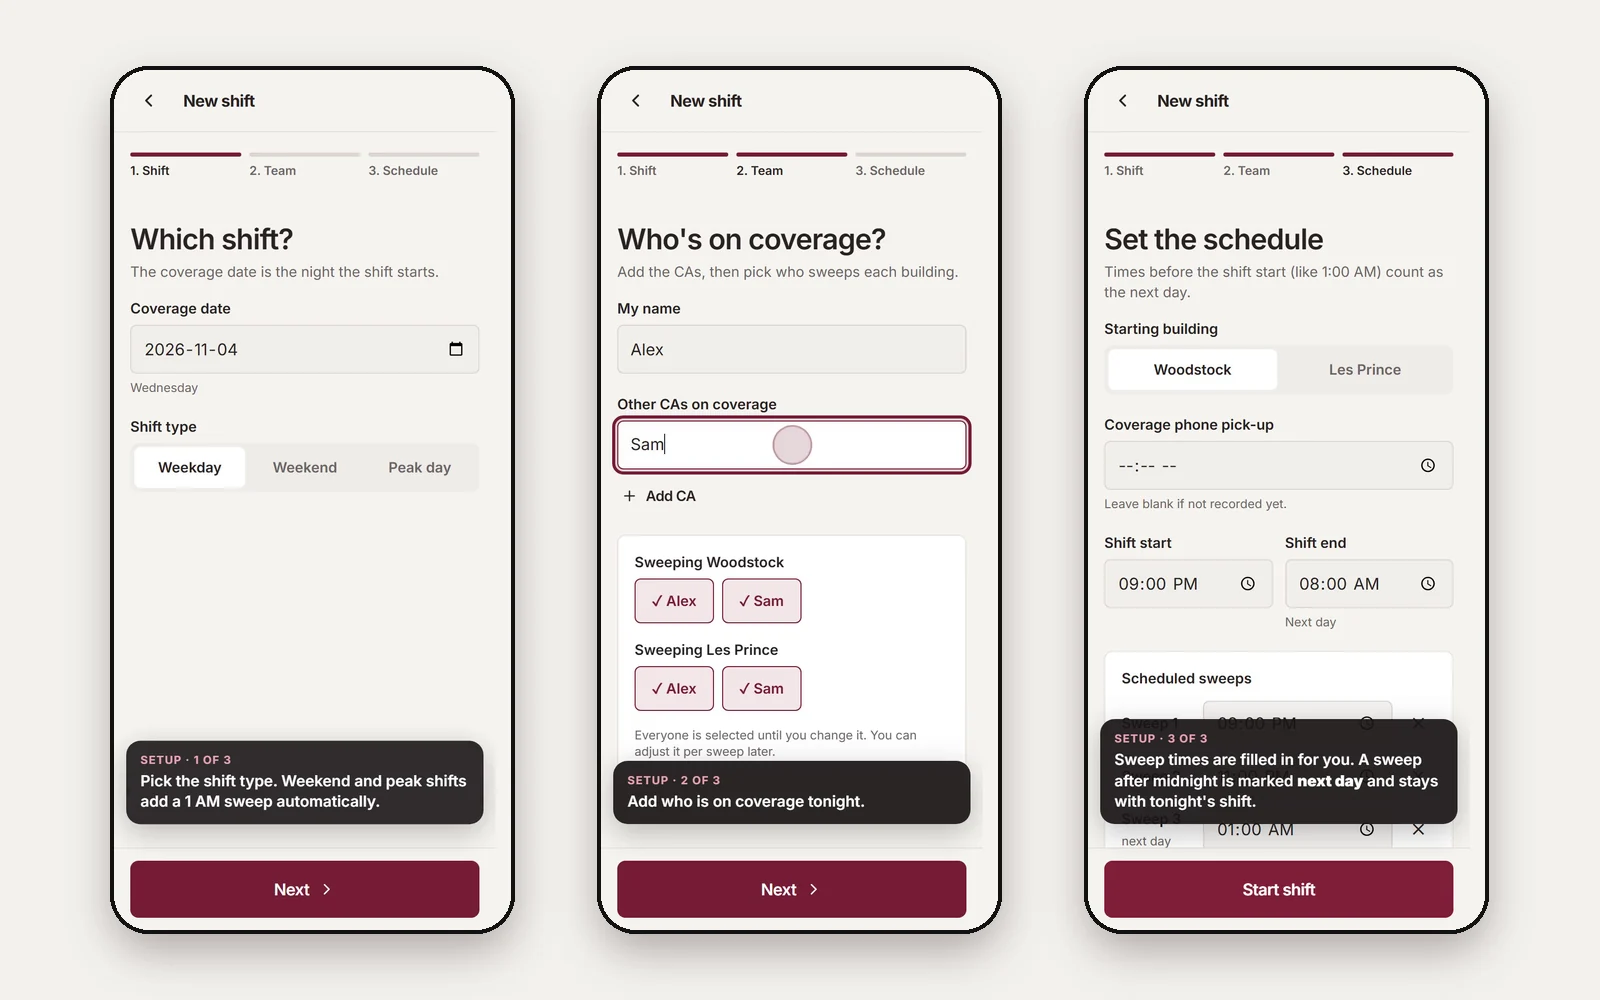 New shift
1. Shift
2. Team
3. Schedule
Which shift?
The coverage date is the night the shift starts.
Coverage date
2026-11-04
Wednesday
Shift type
Weekday
Weekend
Peak day
SETUP · 1 OF 3
Pick the shift type. Weekend and peak shifts
add a 1 AM sweep automatically.
Next
New shift
1. Shift
2. Team
3. Schedule
Who's on coverage?
Add the CAs, then pick who sweeps each building.
My name
Alex
Other CAs on coverage
Sam
+ Add CA
Sweeping Woodstock
✓ Alex
✓ Sam
Sweeping Les Prince
✓ Alex
✓ Sam
Everyone is selected until you change it. You can
adjust it per sweep later.
SETUP · 2 OF 3
Add who is on coverage tonight.
Next
New shift
1. Shift
2. Team
3. Schedule
Set the schedule
Times before the shift start (like 1:00 AM) count as
the next day.
Starting building
Woodstock
Les Prince
Coverage phone pick-up
--:-- --
Leave blank if not recorded yet.
Shift start
Shift end
09:00 PM
08:00 AM
Next day
Scheduled sweeps
Sweep 1
09:00 PM
SETUP · 3 OF 3
Sweep times are filled in for you. A sweep
after midnight is marked next day and stays
with tonight's shift.
Sweep 3
01:00 AM
next day
Start shift